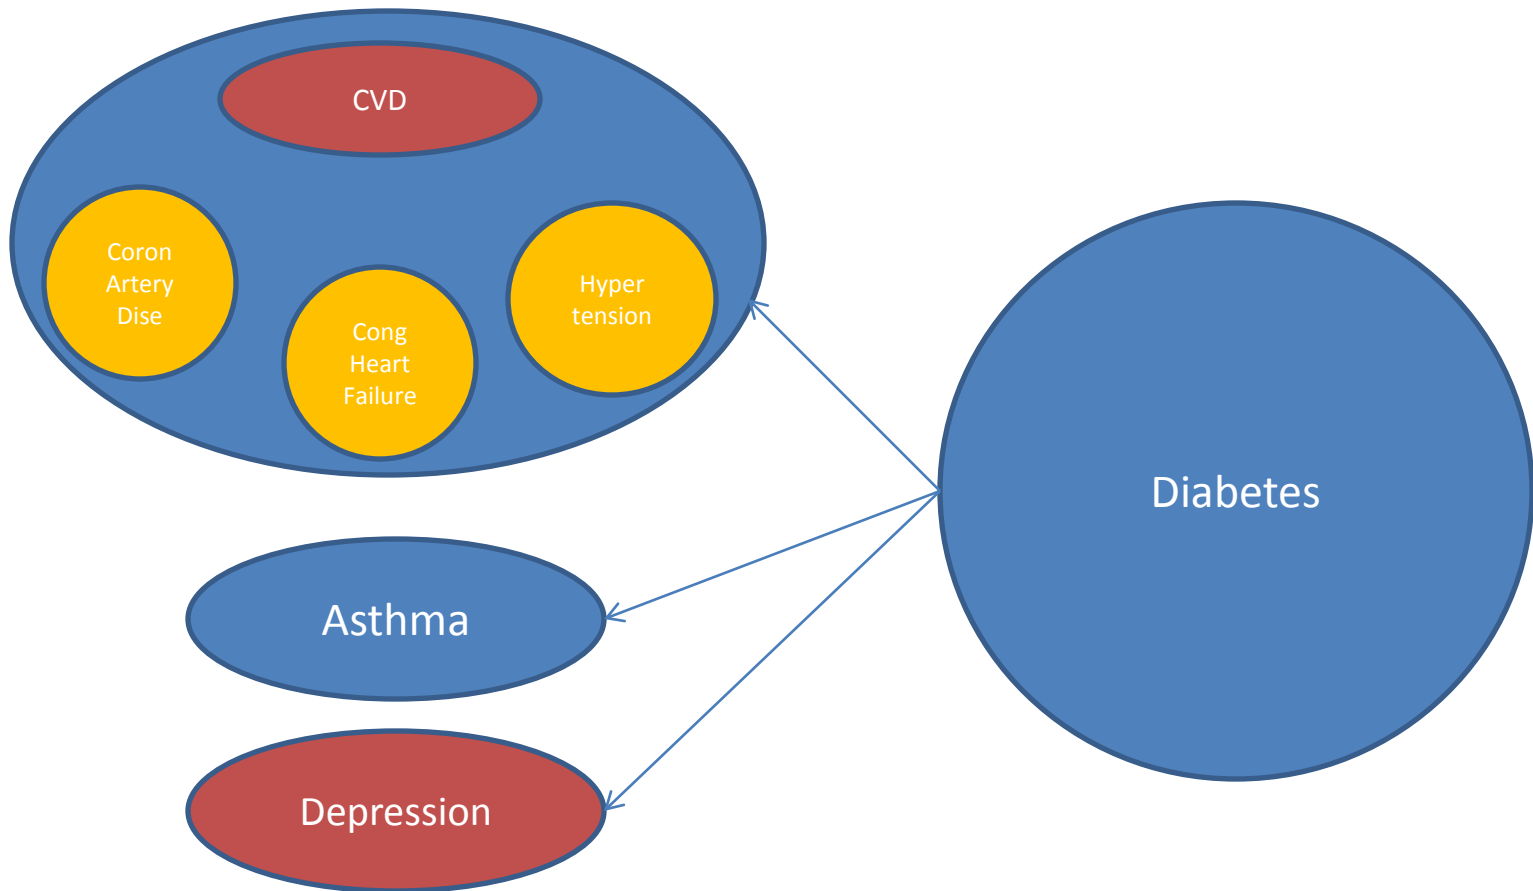 CVD
Coron
Artery
Dise
Cong
Heart
Failure
Hyper
tension
Diabetes
Asthma
Depression